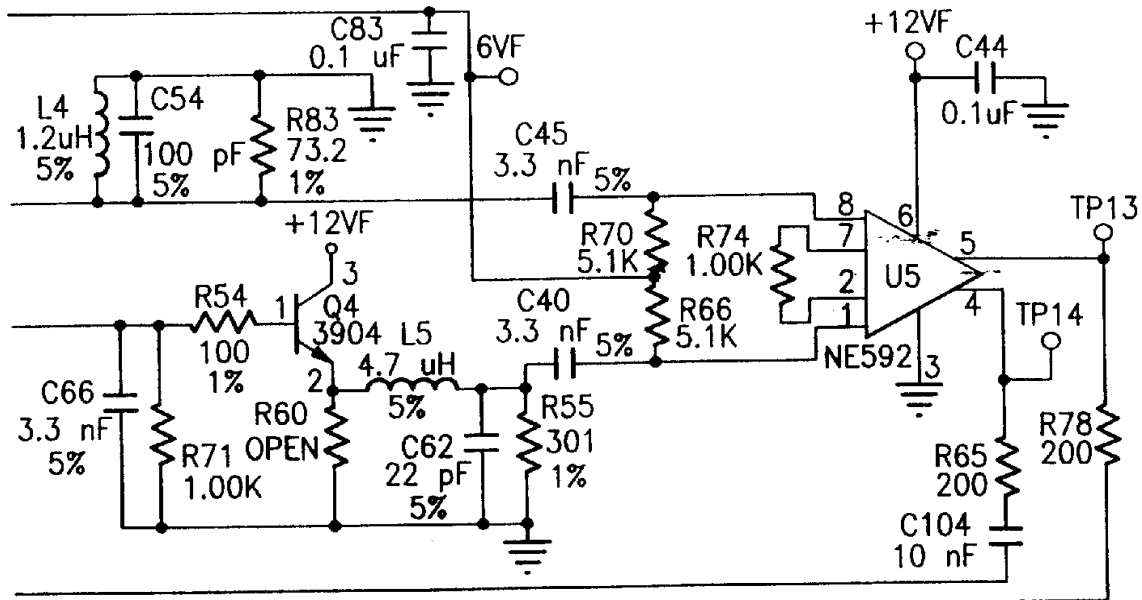 C83
0.1 uF
6VF
+12VF
C44
0.1uF
L4
1.2uH
5%
C54
100 pF
5%
R83
73.2
1%
C45
3.3 nF
5%
+12VF
3
R54
1
Q4
3904
100
1%
2
L5
4.7 uH
5%
C40
3.3 nF
5%
R70
5.1K
R66
5.1K
R74
1.00K
8
7
2
1
6
U5
5
4
3
NE592
TP13
TP14
C66
3.3 nF
5%
R71
1.00K
R60
OPEN
C62
22 pF
5%
R55
301
1%
R65
200
R78
200
C104
10 nF